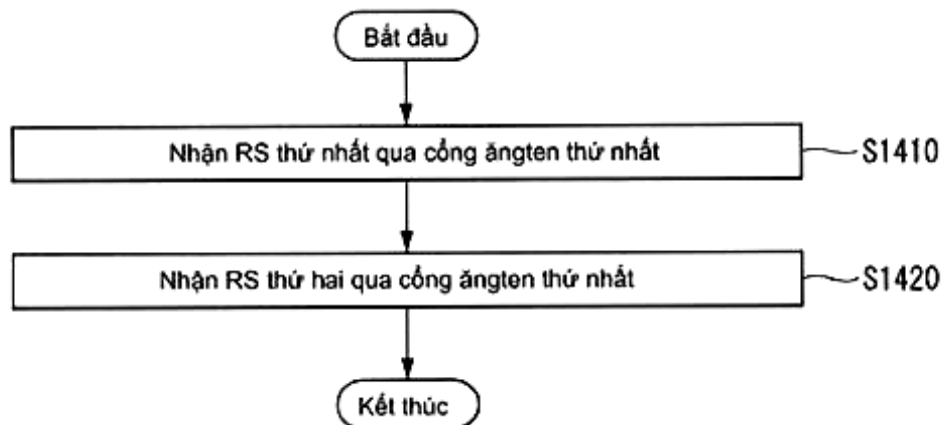 Bắt đầu
Nhận RS thứ nhất qua cổng ăngten thứ nhất
S1410
Nhận RS thứ hai qua cổng ăngten thứ nhất
S1420
Kết thúc